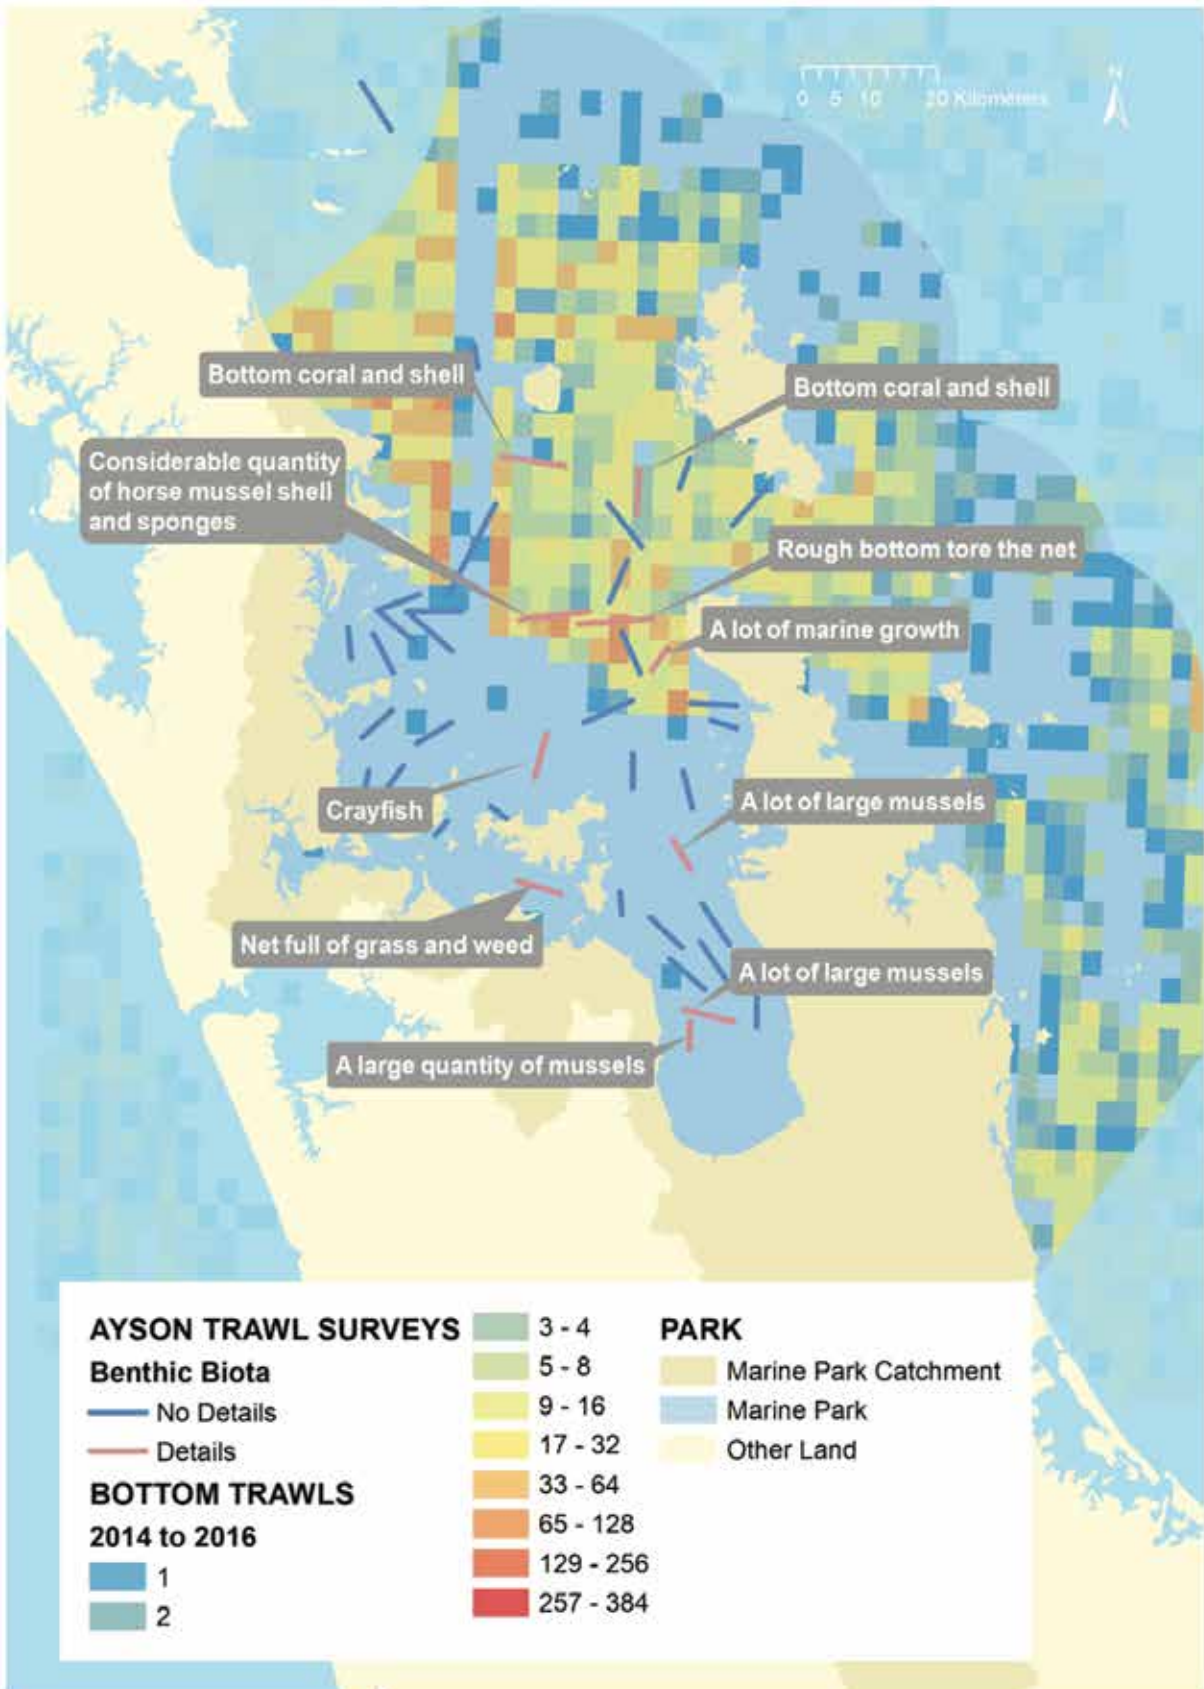 N
0 5 10 20 Kilometers
Bottom coral and shell
Bottom coral and shell
Considerable quantity
of horse mussel shell
and sponges
Rough bottom tore the net
A lot of marine growth
Crayfish
A lot of large mussels
Net full of grass and weed
A lot of large mussels
A large quantity of mussels
AYSON TRAWL SURVEYS
Benthic Biota
No Details
Details
BOTTOM TRAWLS
2014 to 2016
1
2
3 - 4
5 - 8
9 - 16
17 - 32
33 - 64
65 - 128
129 - 256
257 - 384
PARK
Marine Park Catchment
Marine Park
Other Land